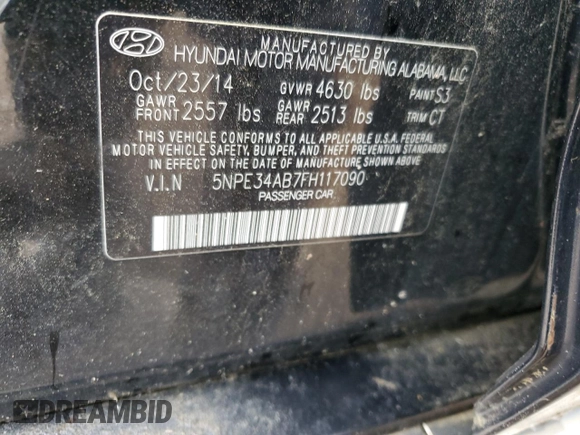 MANUFACTURED BY
HYUNDAI MOTOR MANUFACTURING ALABAMA, LLC
Oct/23/14 GVWR 4630 lbs PAINT S3
GAWR FRONT 2557 lbs GAWR REAR 2513 lbs TRIM CT
THIS VEHICLE CONFORMS TO ALL APPLICABLE U.S.A. FEDERAL
MOTOR VEHICLE SAFETY, BUMPER, AND THEFT PREVENTION STANDARDS
IN EFFECT ON THE DATE OF MANUFACTURE SHOWN ABOVE.
V.I.N 5NPE34AB7FH117090
PASSENGER CAR
DREAMBID